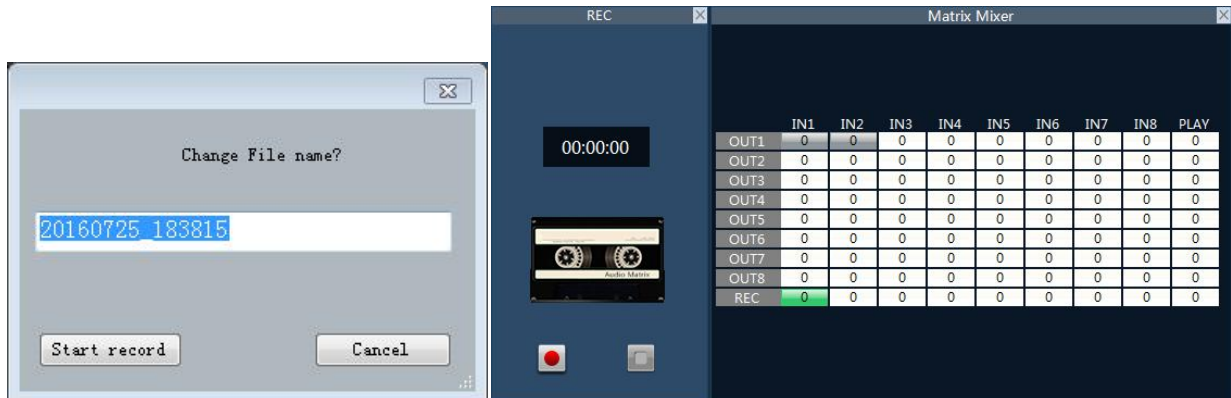 Change File name?
20160725_183815
Start record Cancel
REC
00:00:00
Audio Matrix
Matrix Mixer
IN1 IN2 IN3 IN4 IN5 IN6 IN7 IN8 PLAY
OUT1 0 0 0 0 0 0 0 0 0
OUT2 0 0 0 0 0 0 0 0 0
OUT3 0 0 0 0 0 0 0 0 0
OUT4 0 0 0 0 0 0 0 0 0
OUT5 0 0 0 0 0 0 0 0 0
OUT6 0 0 0 0 0 0 0 0 0
OUT7 0 0 0 0 0 0 0 0 0
OUT8 0 0 0 0 0 0 0 0 0
REC 0 0 0 0 0 0 0 0 0